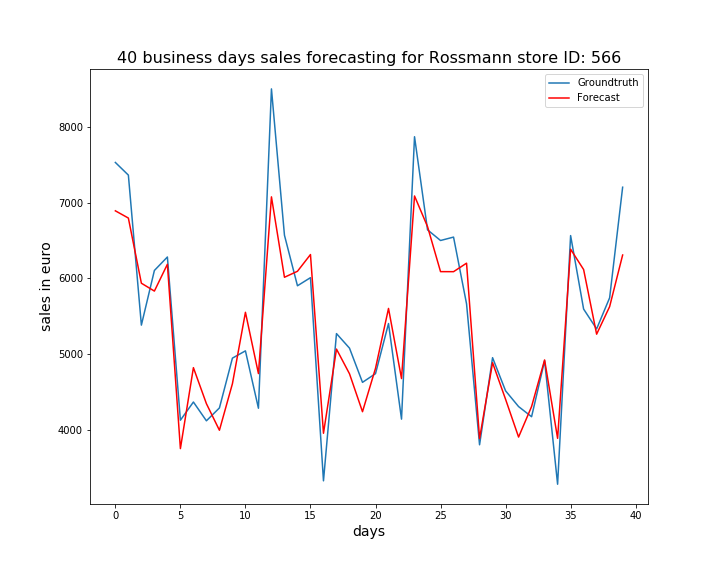 40 business days sales forecasting for Rossmann store ID: 566
Groundtruth
Forecast
sales in euro
8000
7000
6000
5000
4000
0 5 10 15 20 25 30 35 40
days